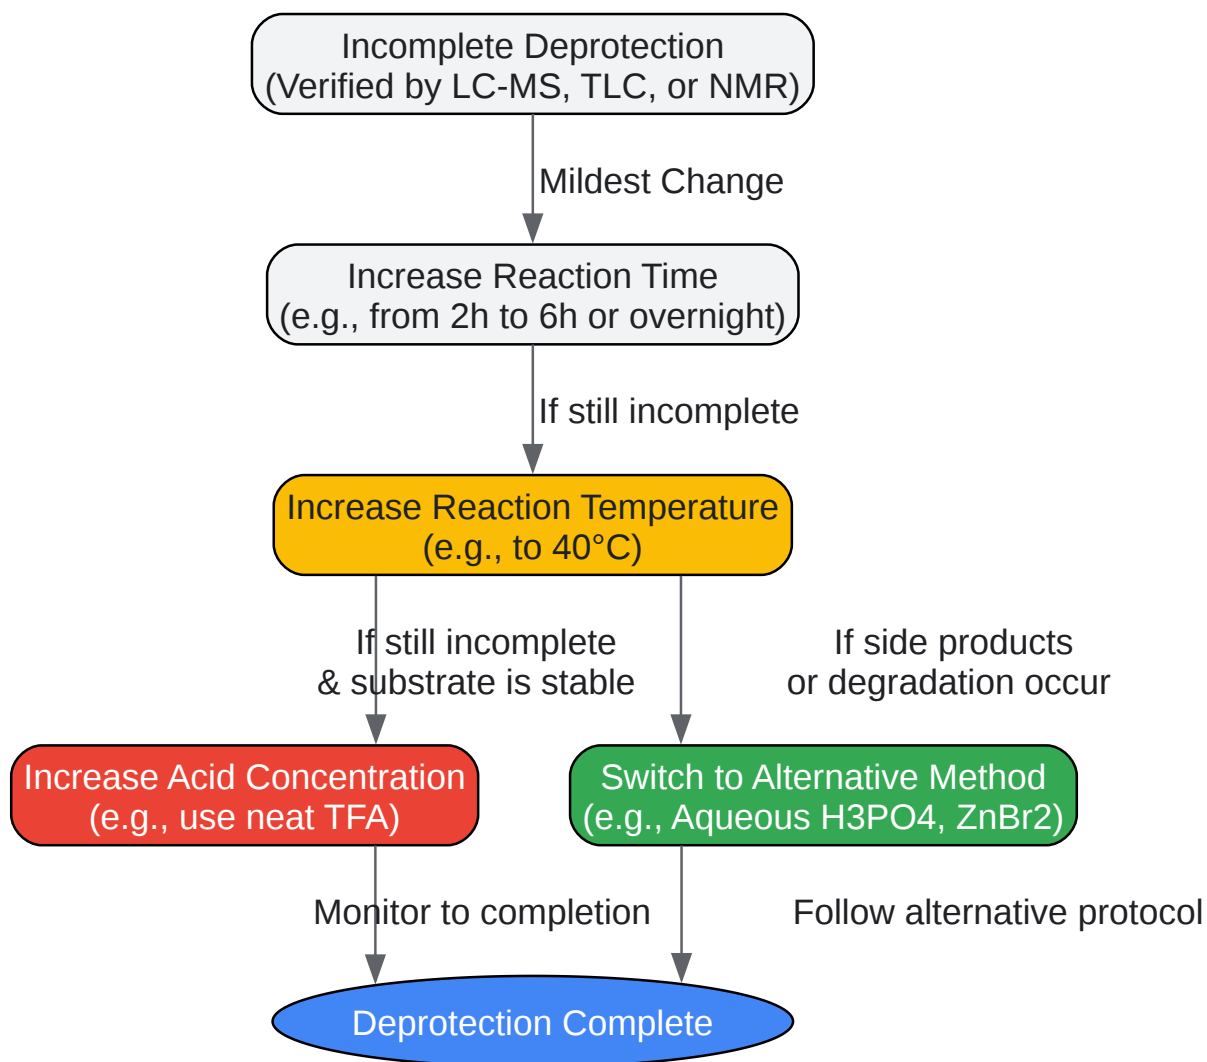 Incomplete Deprotection
(Verified by LC-MS, TLC, or NMR)
Mildest Change
Increase Reaction Time
(e.g., from 2h to 6h or overnight)
If still incomplete
Increase Reaction Temperature
(e.g., to 40°C)
If still incomplete
& substrate is stable
If side products
or degradation occur
Increase Acid Concentration
(e.g., use neat TFA)
Switch to Alternative Method
(e.g., Aqueous H3PO4, ZnBr2)
Monitor to completion
Follow alternative protocol
Deprotection Complete